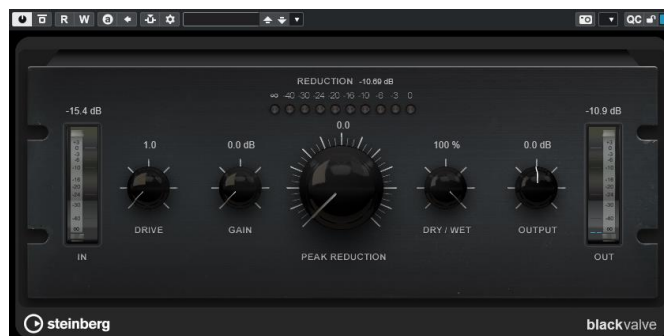 R W a QC
REDUCTION -10.69 dB
∞ -40 -30 -24 -20 -16 -10 -6 -3 0
-15.4 dB
0.0
-10.9 dB
1.0
0.0 dB
100 %
0.0 dB
DRIVE
GAIN
DRY / WET
OUTPUT
IN
PEAK REDUCTION
OUT
steinberg
blackvalve